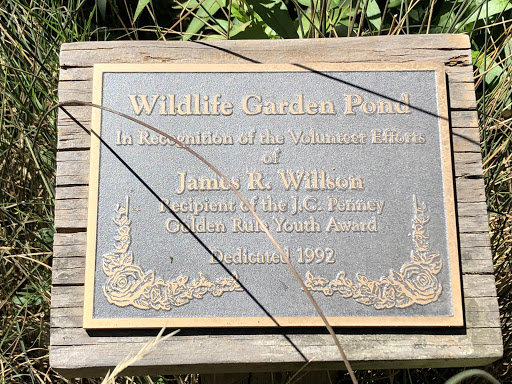 Wildlife Garden Pond
In Recognition of the Volunteer Efforts
of
James R. Willson
Recipient of the J.C. Penney
Golden Rule Youth Award
Dedicated 1992